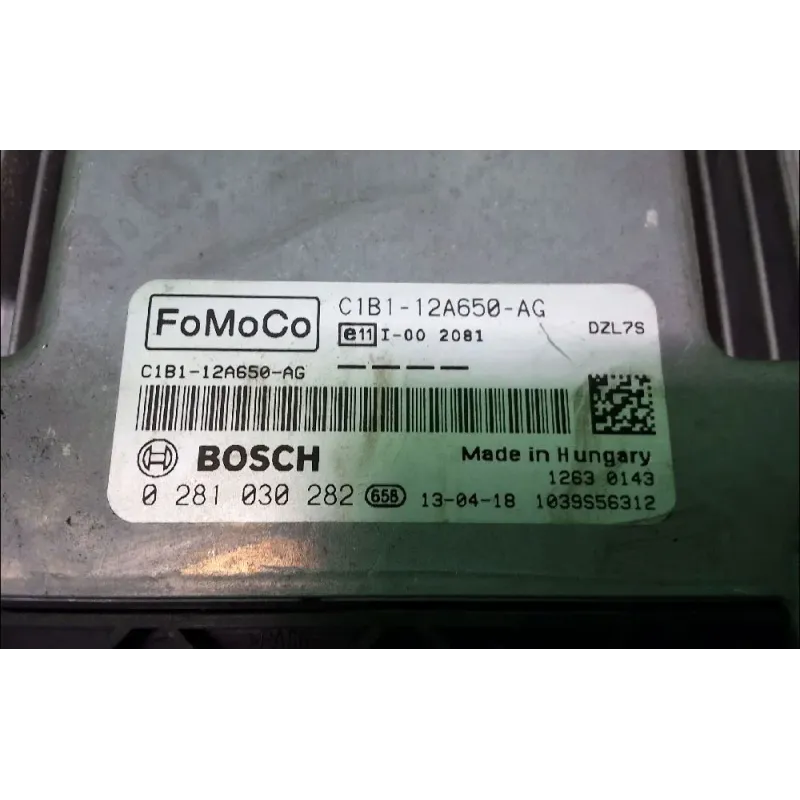 FoMoCo
C1B1-12A650-AG
e11 I-00 2081
DZL7S
C1B1-12A650-AG
BOSCH
Made in Hungary
1263 0143
0 281 030 282 658 13-04-18 1039S56312